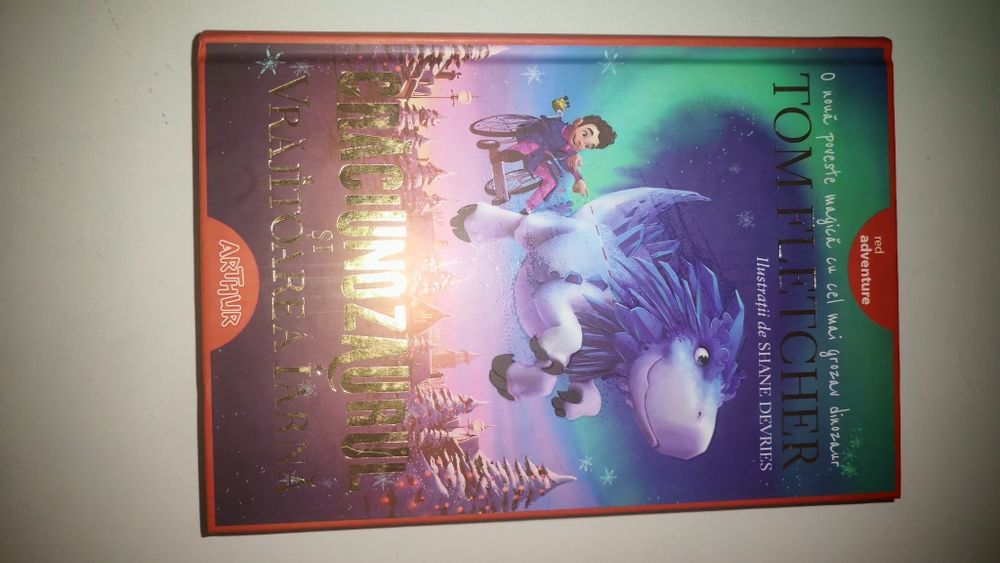 red
adventure
O nouă poveste magică cu cel mai grozav dinozaur
TOM FLETCHER
Ilustrații de SHANE DEVRIES
CRĂCIUNOZAURUL
ȘI
VRĂJITOAREA IARNĂ
ARTHUR